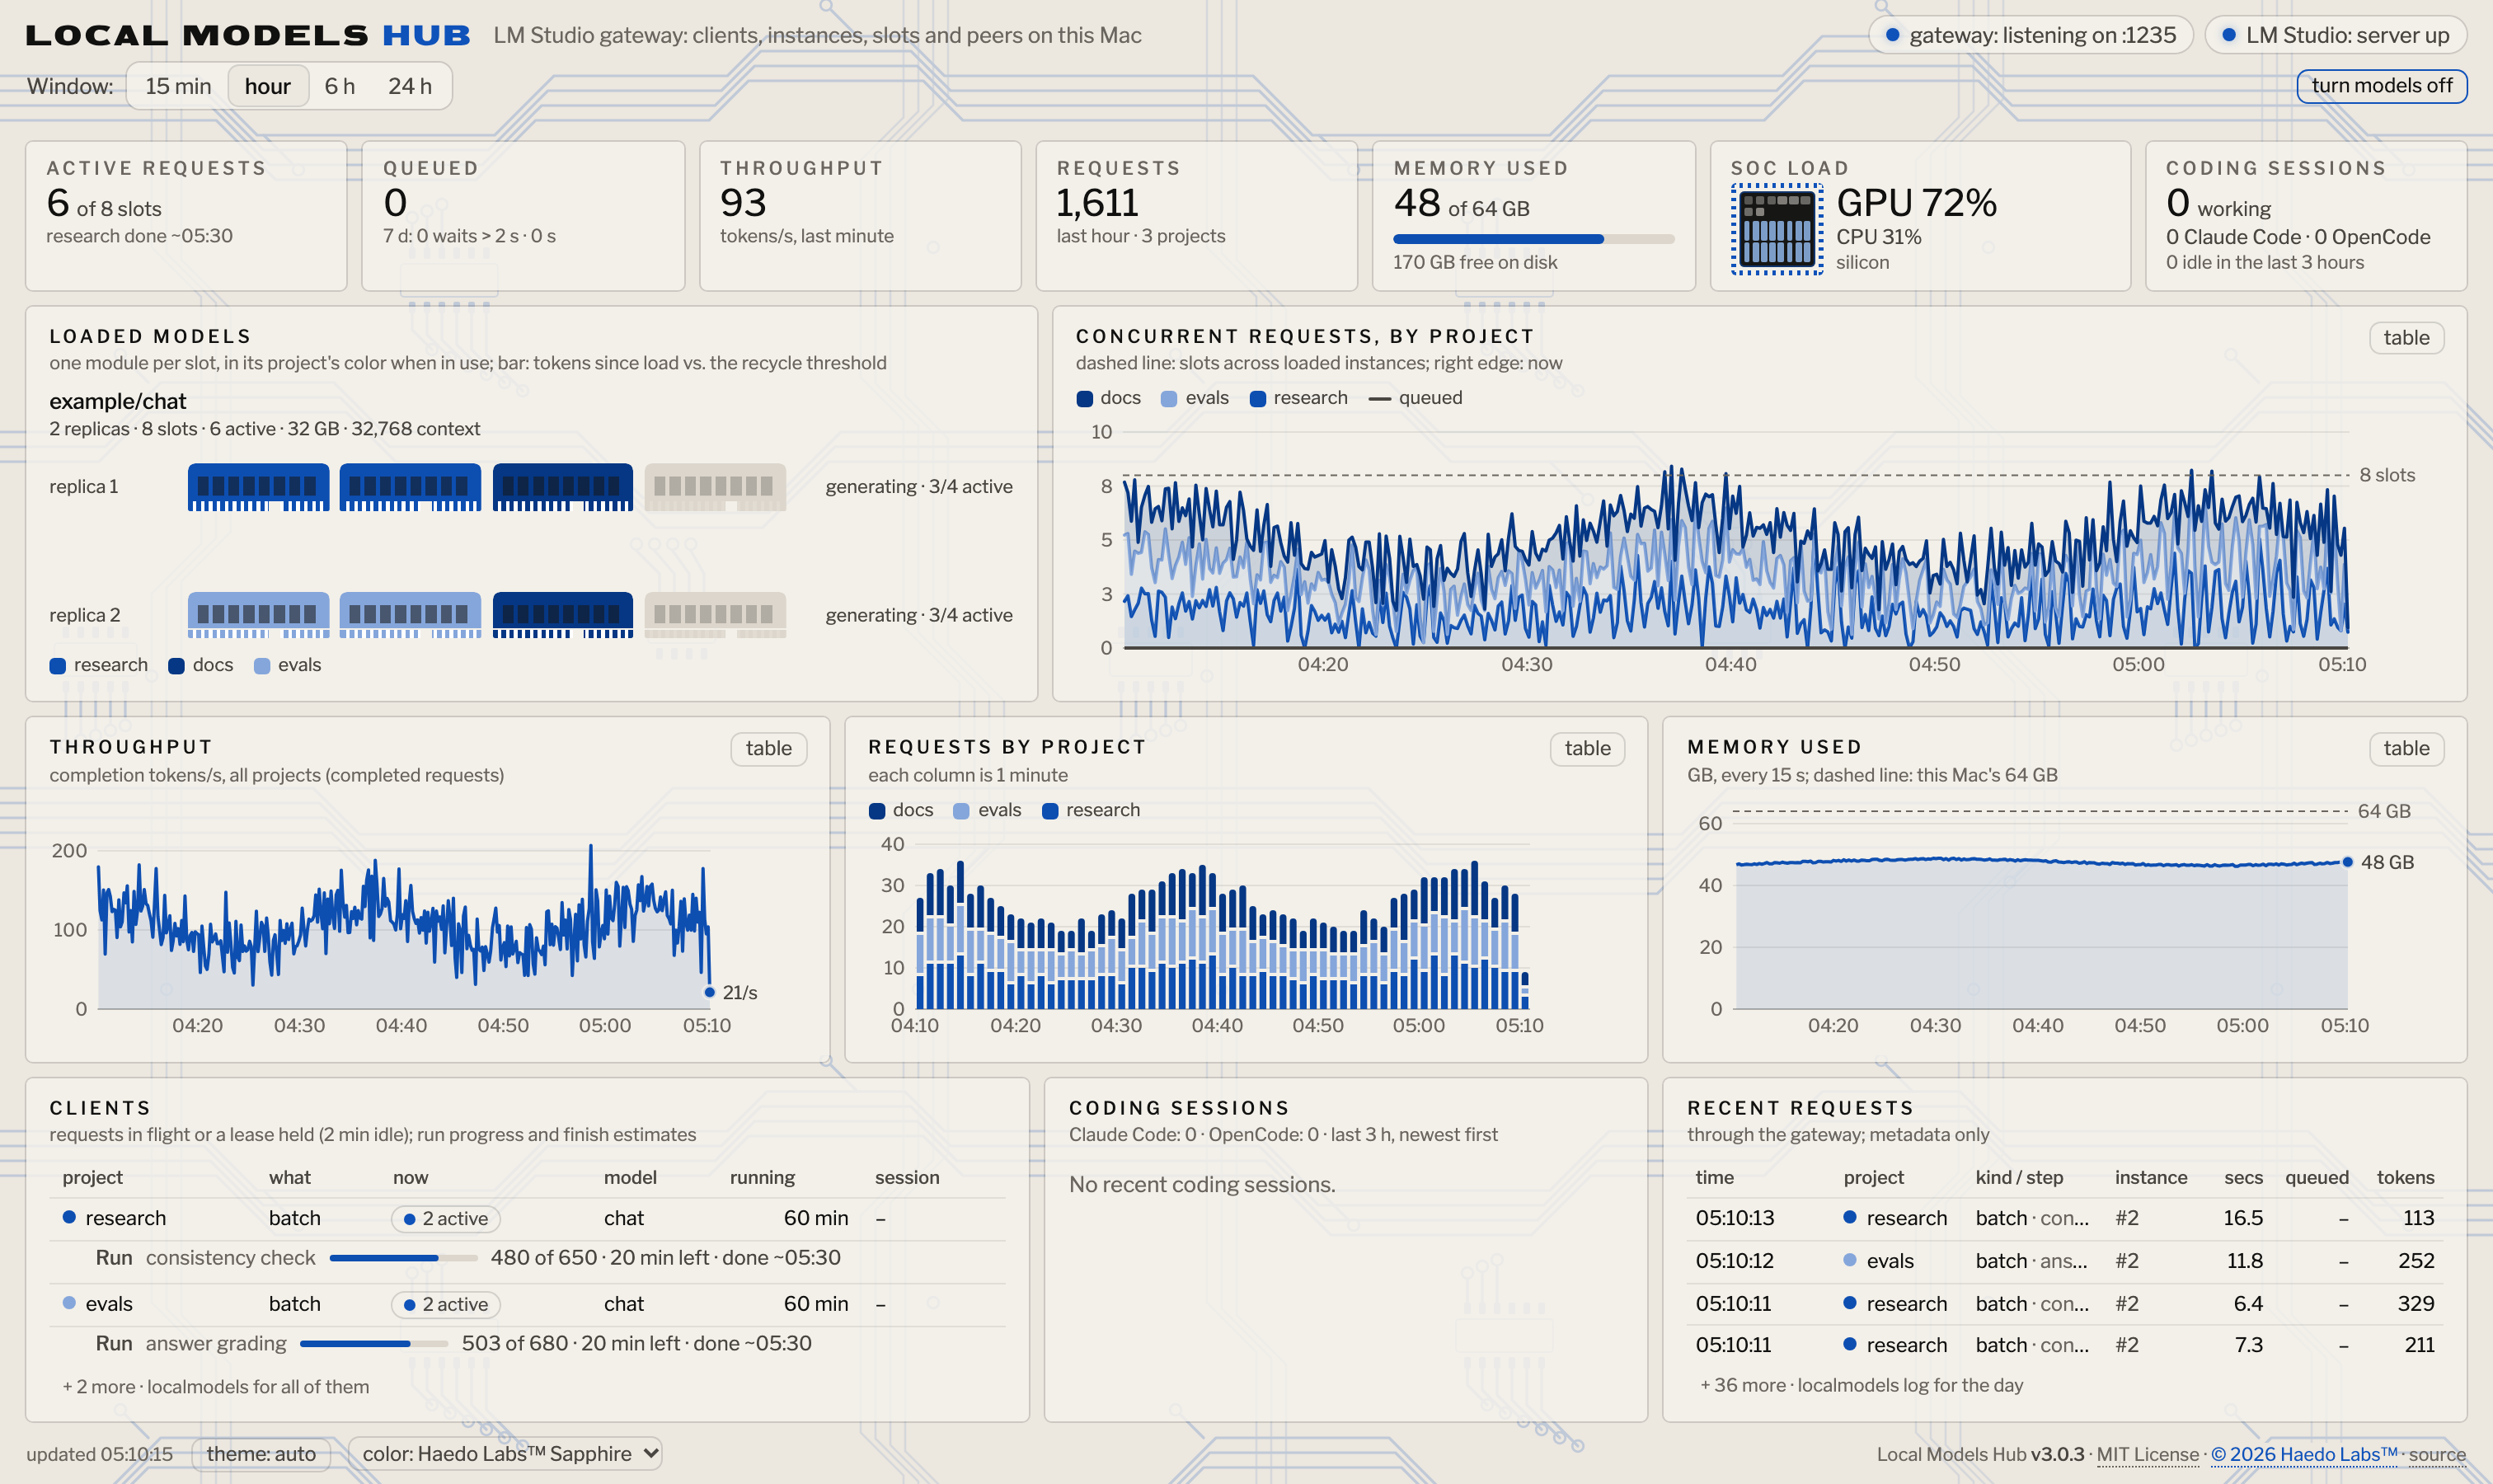 LOCAL MODELS HUB LM Studio gateway: clients, instances, slots and peers on this Mac
gateway: listening on :1235
LM Studio: server up
Window: 15 min hour 6 h 24 h
turn models off
ACTIVE REQUESTS
6 of 8 slots
research done ~05:30
QUEUED
0
7 d: 0 waits > 2 s · 0 s
THROUGHPUT
93
tokens/s, last minute
REQUESTS
1,611
last hour · 3 projects
MEMORY USED
48 of 64 GB
170 GB free on disk
SOC LOAD
GPU 72%
CPU 31%
silicon
CODING SESSIONS
0 working
0 Claude Code · 0 OpenCode
0 idle in the last 3 hours
LOADED MODELS
one module per slot, in its project's color when in use; bar: tokens since load vs. the recycle threshold
example/chat
2 replicas · 8 slots · 6 active · 32 GB · 32,768 context
replica 1 generating · 3/4 active
replica 2 generating · 3/4 active
research docs evals
CONCURRENT REQUESTS, BY PROJECT
table
dashed line: slots across loaded instances; right edge: now
docs evals research queued
10
8 slots
8
5
3
0
04:20 04:30 04:40 04:50 05:00 05:10
THROUGHPUT
table
completion tokens/s, all projects (completed requests)
200
100
21/s
0
04:20 04:30 04:40 04:50 05:00 05:10
REQUESTS BY PROJECT
table
each column is 1 minute
docs evals research
40
30
20
10
0
04:10 04:20 04:30 04:40 04:50 05:00 05:10
MEMORY USED
table
GB, every 15 s; dashed line: this Mac's 64 GB
64 GB
60
48 GB
40
20
0
04:20 04:30 04:40 04:50 05:00 05:10
CLIENTS
requests in flight or a lease held (2 min idle); run progress and finish estimates
project what now model running session
research batch 2 active chat 60 min –
Run consistency check 480 of 650 · 20 min left · done ~05:30
evals batch 2 active chat 60 min –
Run answer grading 503 of 680 · 20 min left · done ~05:30
+ 2 more · localmodels for all of them
CODING SESSIONS
Claude Code: 0 · OpenCode: 0 · last 3 h, newest first
No recent coding sessions.
RECENT REQUESTS
through the gateway; metadata only
time project kind / step instance secs queued tokens
05:10:13 research batch · con... #2 16.5 – 113
05:10:12 evals batch · ans... #2 11.8 – 252
05:10:11 research batch · con... #2 6.4 – 329
05:10:11 research batch · con... #2 7.3 – 211
+ 36 more · localmodels log for the day
updated 05:10:15 theme: auto color: Haedo Labs™ Sapphire
Local Models Hub v3.0.3 · MIT License · © 2026 Haedo Labs™ · source